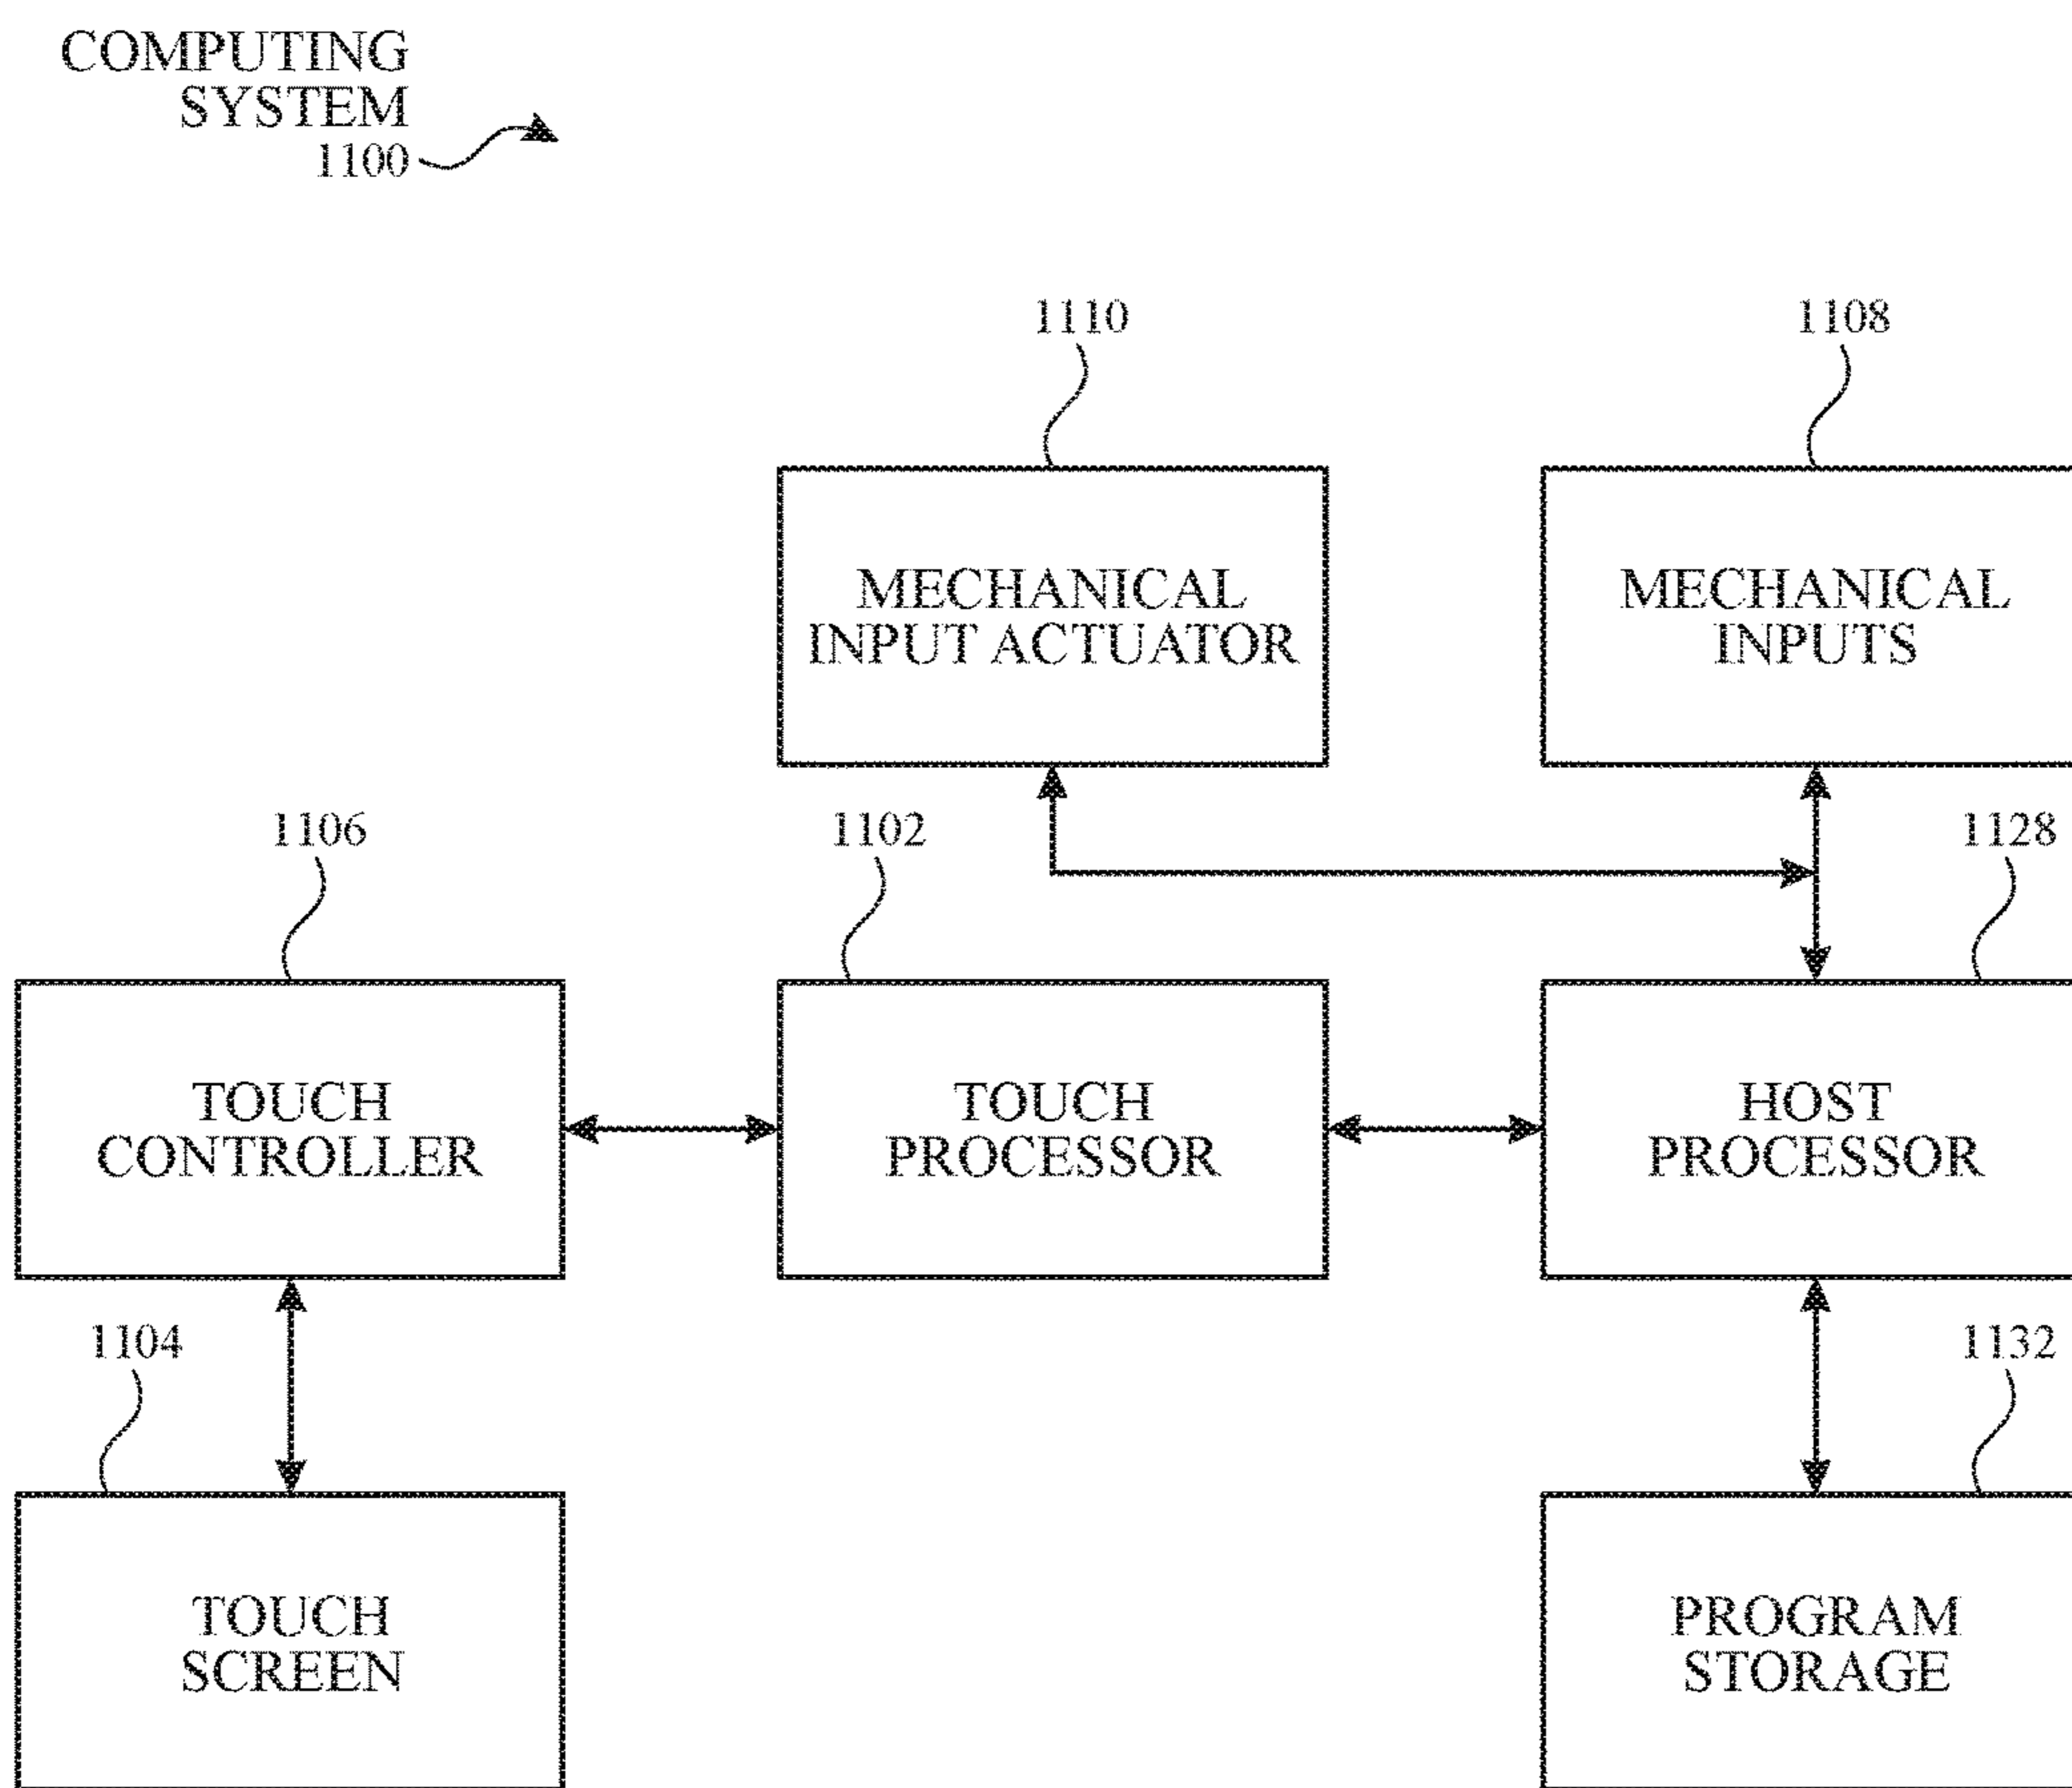 COMPUTING
SYSTEM
1100
1110
1108
MECHANICAL
INPUT ACTUATOR
MECHANICAL
INPUTS
1106
1102
1128
TOUCH
CONTROLLER
TOUCH
PROCESSOR
HOST
PROCESSOR
1104
1132
TOUCH
SCREEN
PROGRAM
STORAGE